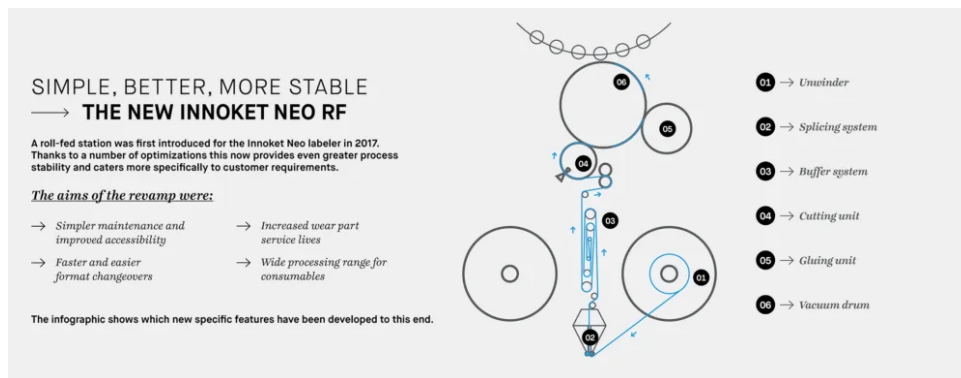 SIMPLE, BETTER, MORE STABLE
→ THE NEW INNOKET NEO RF
A roll-fed station was first introduced for the Innoket Neo labeler in 2017.
Thanks to a number of optimizations this now provides even greater process
stability and caters more specifically to customer requirements.
The aims of the revamp were:
→ Simpler maintenance and
improved accessibility
→ Faster and easier
format changeovers
→ Increased wear part
service lives
→ Wide processing range for
consumables
The infographic shows which new specific features have been developed to this end.
06
05
04
03
01
02
01 → Unwinder
02 → Splicing system
03 → Buffer system
04 → Cutting unit
05 → Gluing unit
06 → Vacuum drum